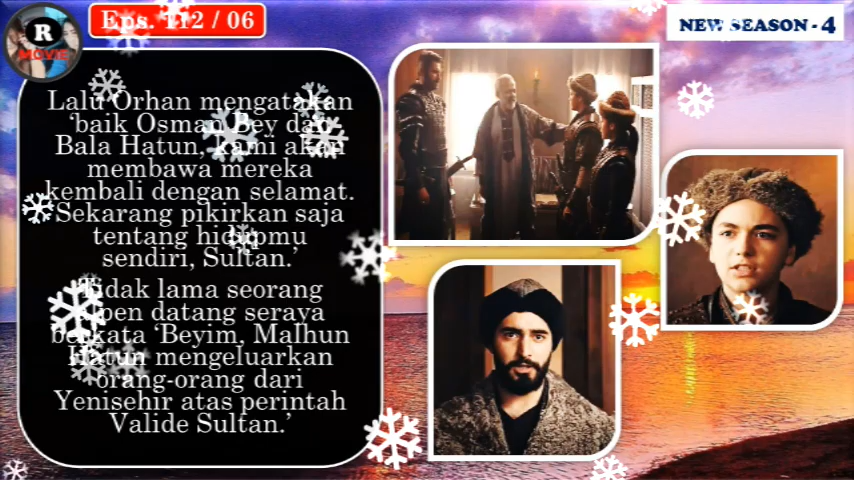 R
MOVIE
Eps. 112 / 06
NEW SEASON - 4
Lalu Orhan mengatakan
‘baik Osman Bey dan
Bala Hatun, kami akan
membawa mereka
kembali dengan selamat.
Sekarang pikirkan saja
tentang hidupmu
sendiri, Sultan.’
Tidak lama seorang
datang seraya
berkata ‘Beyim, Malhun
Hatun mengeluarkan
orang-orang dari
Yenisehir atas perintah
Valide Sultan.’